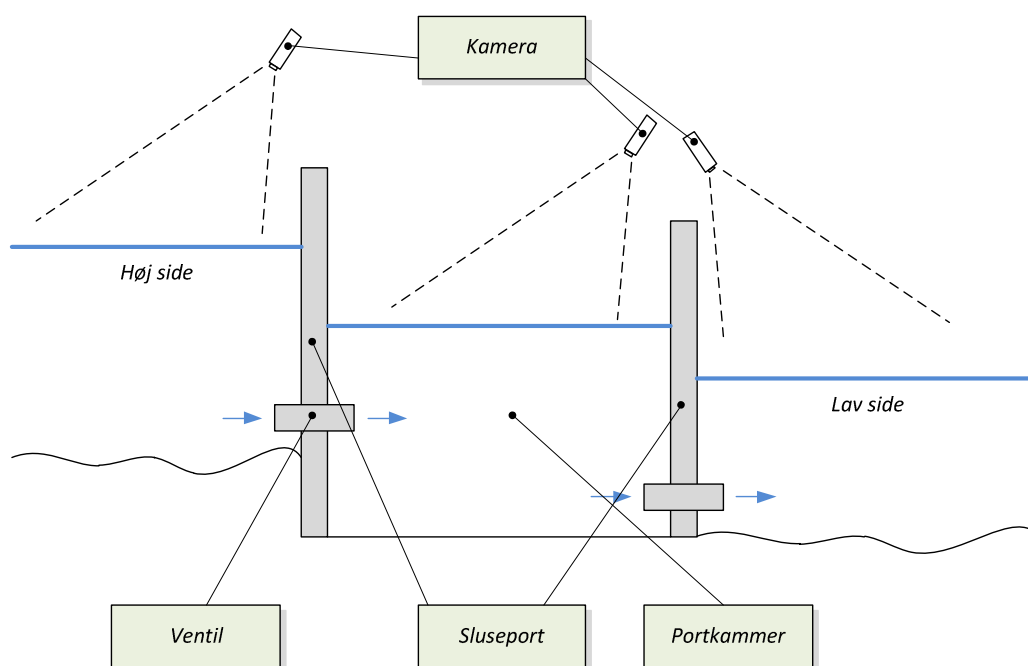 Kamera
Høj side
Lav side
Ventil
Sluseport
Portkammer